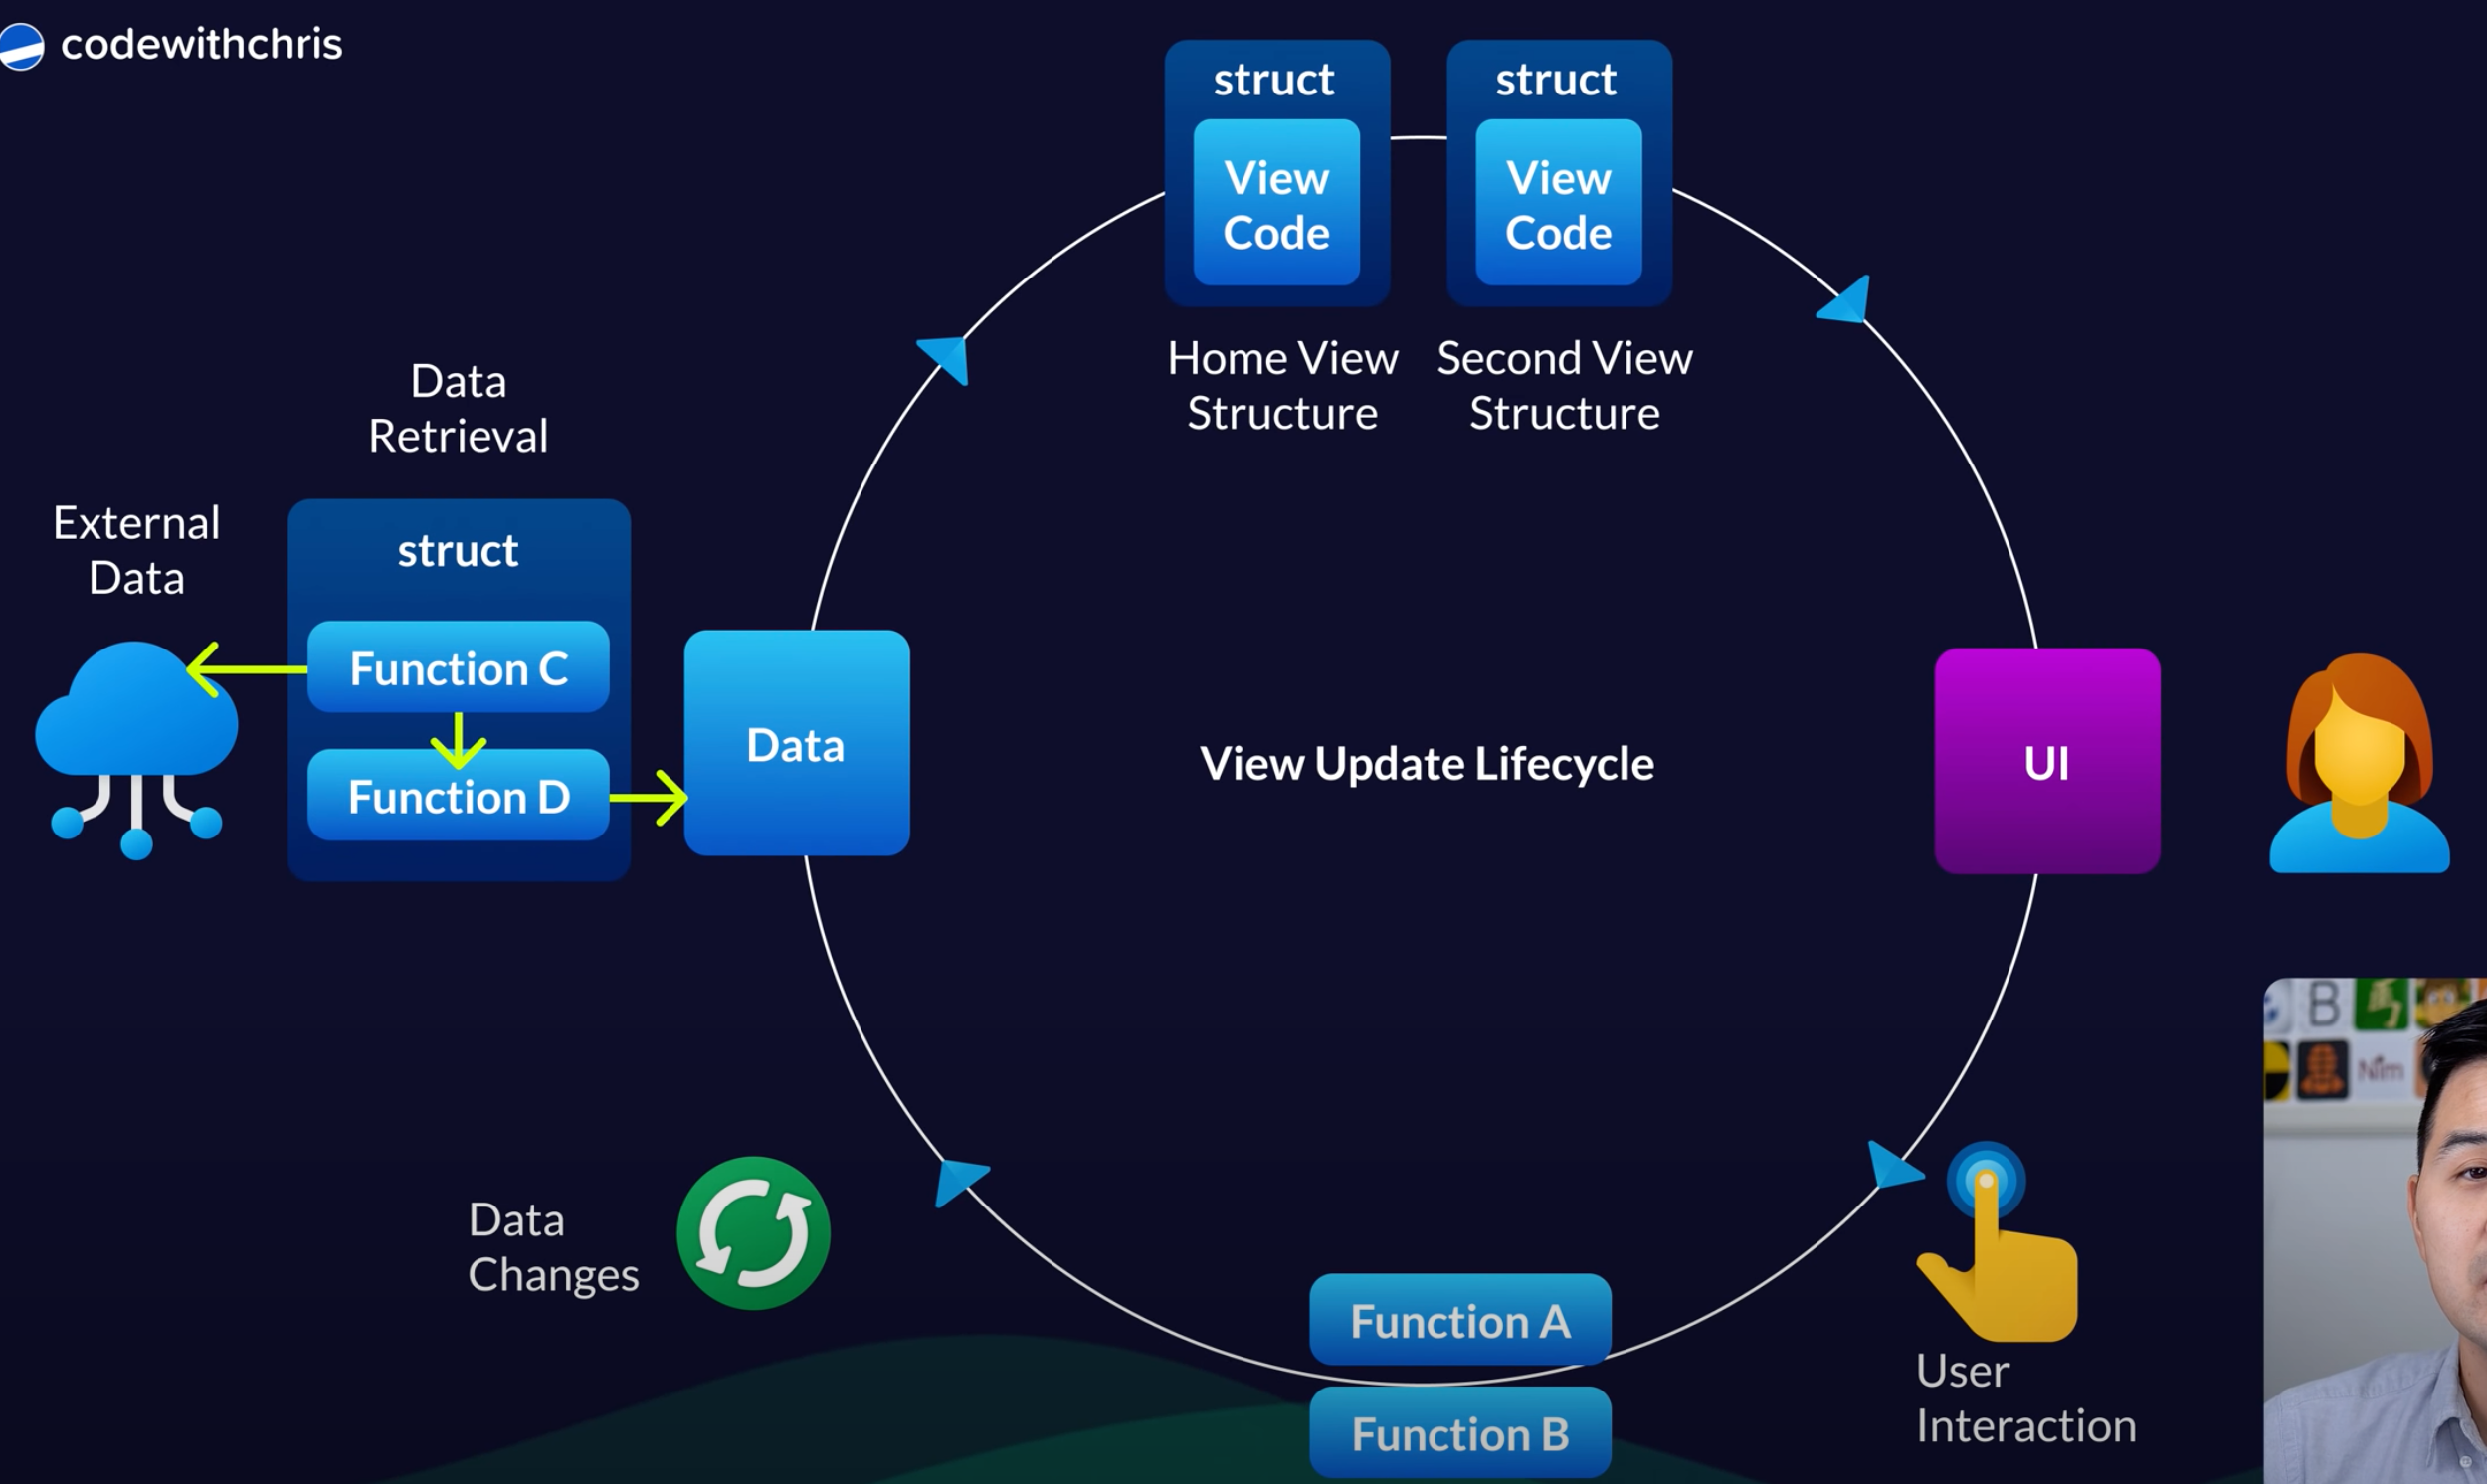 codewithchris
struct
View
Code
Home View
Structure
struct
View
Code
Second View
Structure
Data
Retrieval
External
Data
struct
Function C
Function D
Data
View Update Lifecycle
UI
Data
Changes
Function A
Function B
User
Interaction
B
Nim